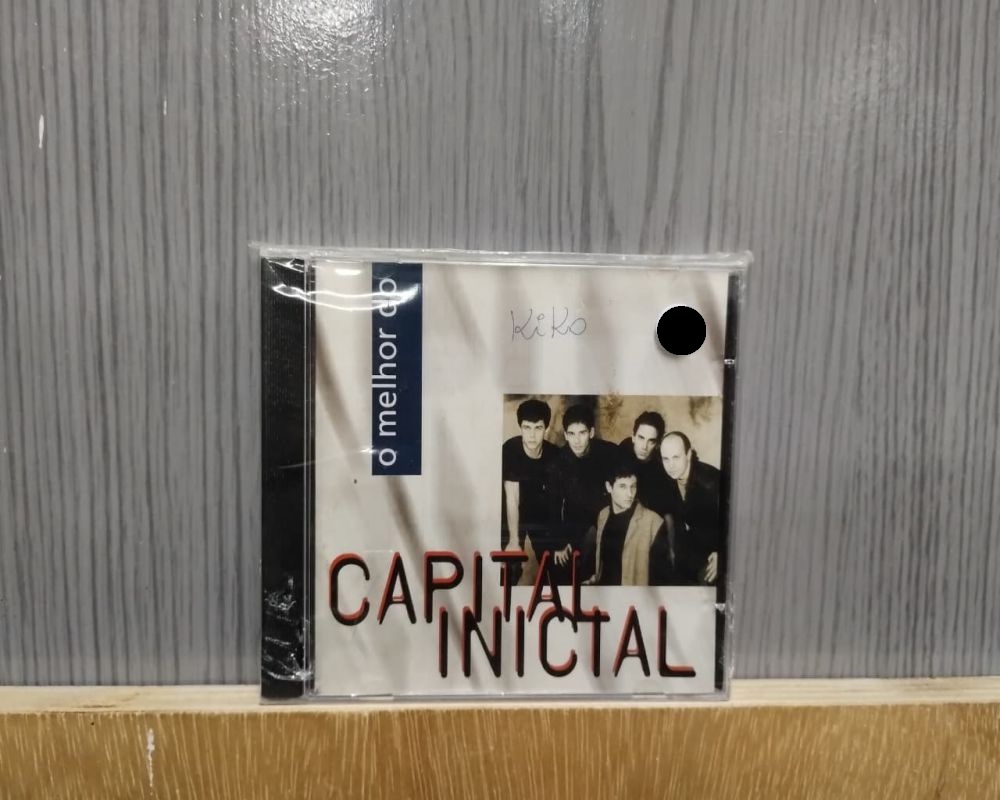 o melhor do
KiKo
CAPITAL
INICIAL